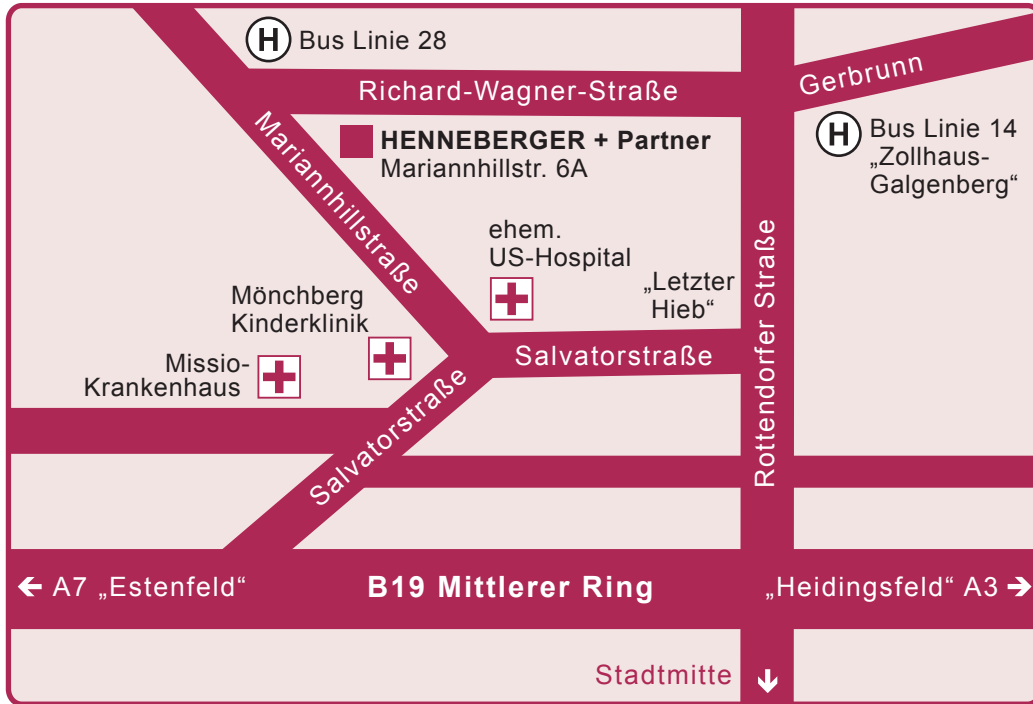 H Bus Linie 28
Richard-Wagner-Straße
Gerbrunn
Mariannhillstraße
HENNEBERGER + Partner
Mariannhillstr. 6A
H Bus Linie 14
„Zollhaus-
Galgenberg“
ehem.
US-Hospital
„Letzter
Hieb“
Rottendorfer Straße
Mönchberg
Kinderklinik
Missio-
Krankenhaus
Salvatorstraße
Salvatorstraße
← A7 „Estenfeld“
B19 Mittlerer Ring
„Heidingsfeld“ A3 →
Stadtmitte ↓